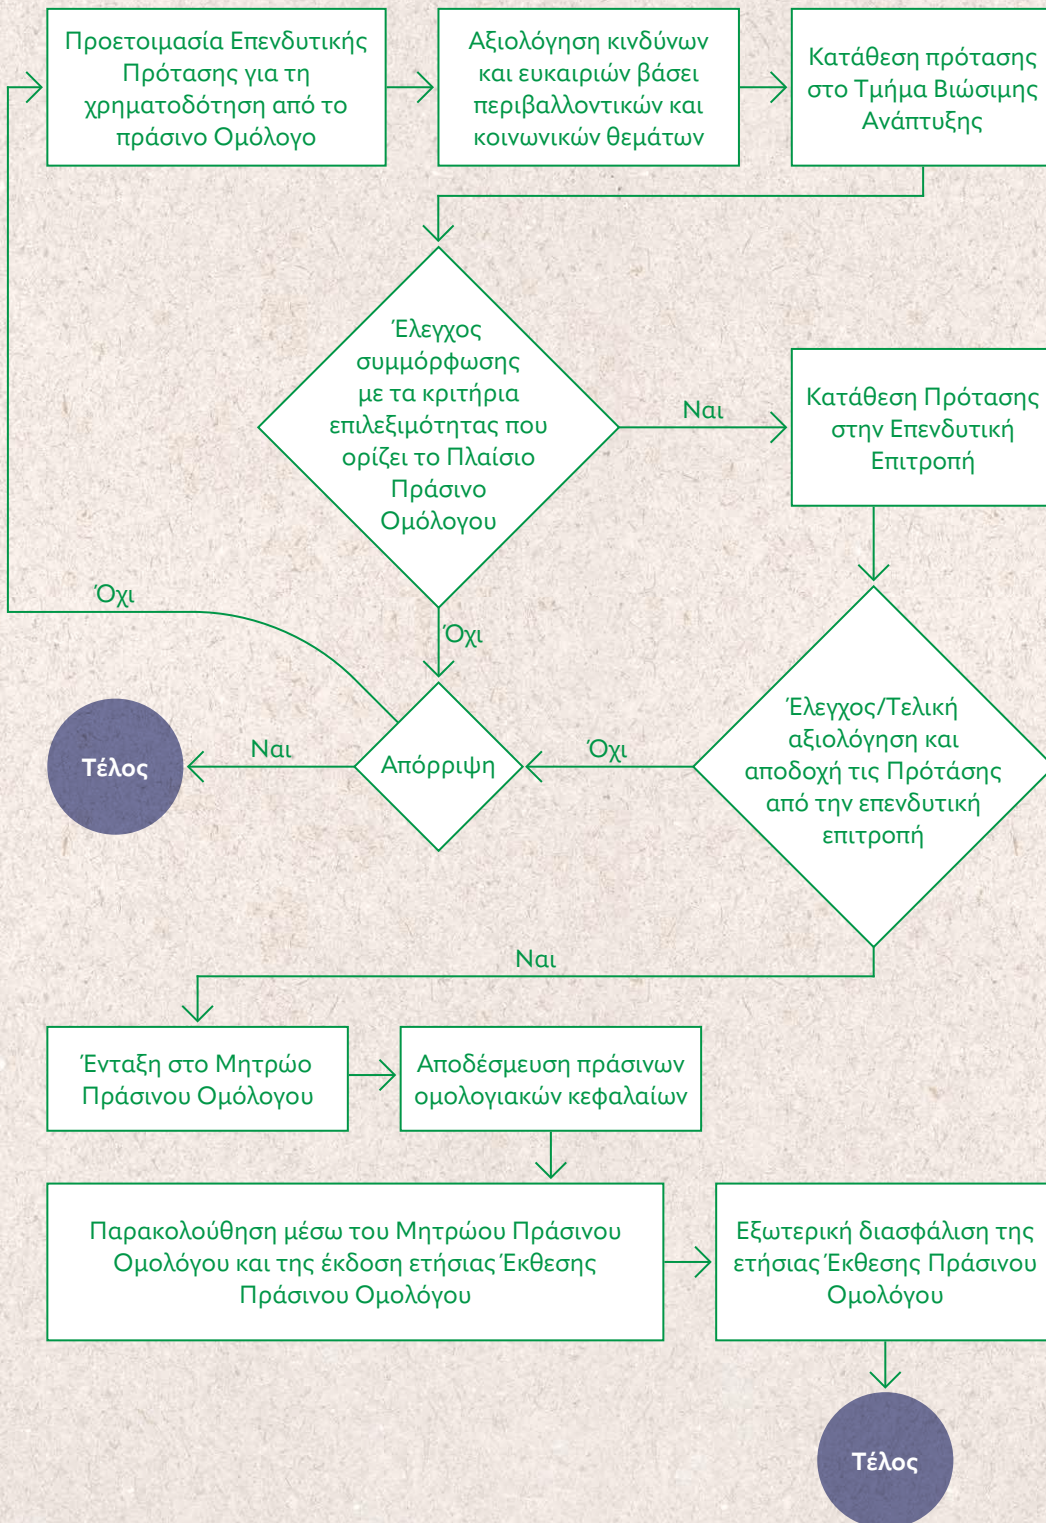 Προετοιμασία Επενδυτικής
Πρότασης για τη
χρηματοδότηση από το
πράσινο Ομόλογο
Αξιολόγηση κινδύνων
και ευκαιριών βάσει
περιβαλλοντικών και
κοινωνικών θεμάτων
Κατάθεση πρότασης
στο Τμήμα Βιώσιμης
Ανάπτυξης
Έλεγχος
συμμόρφωσης
με τα κριτήρια
επιλεξιμότητας που
ορίζει το Πλαίσιο
Πράσινο
Ομόλογου
Ναι
Κατάθεση Πρότασης
στην Επενδυτική
Επιτροπή
Όχι
Όχι
Έλεγχος/Τελική
αξιολόγηση και
αποδοχή τις Πρότάσης
από την επενδυτική
επιτροπή
Όχι
Απόρριψη
Ναι
Τέλος
Ναι
Ένταξη στο Μητρώο
Πράσινου Ομόλογου
Αποδέσμευση πράσινων
ομολογιακών κεφαλαίων
Παρακολούθηση μέσω του Μητρώου Πράσινου
Ομολόγου και της έκδοση ετήσιας Έκθεσης
Πράσινου Ομολόγου
Εξωτερική διασφάλιση της
ετήσιας Έκθεσης Πράσινου
Ομολόγου
Τέλος